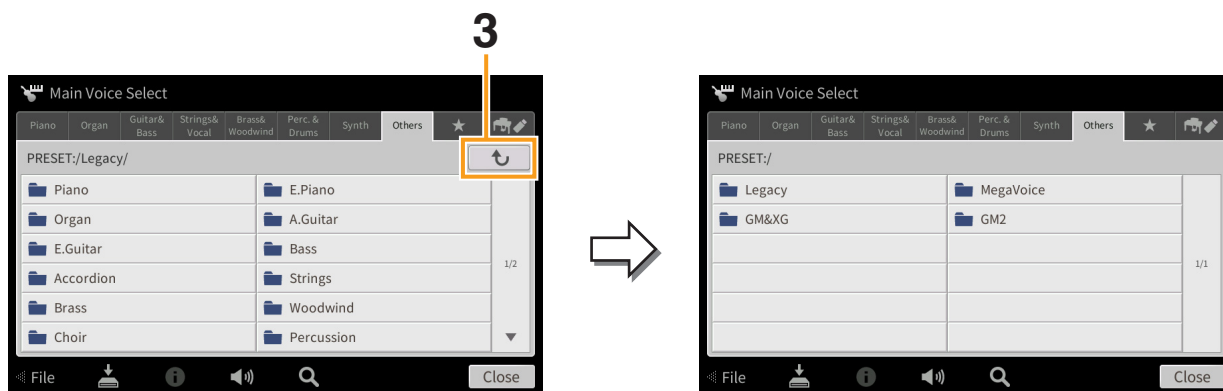 3
Main Voice Select
Piano Organ Guitar& Bass Strings& Vocal Brass& Woodwind Perc. & Drums Synth Others
PRESET:/Legacy/
Piano E.Piano
Organ A.Guitar
E.Guitar Bass
1/2
Accordion Strings
Brass Woodwind
Choir Percussion
File Close
Main Voice Select
Piano Organ Guitar& Bass Strings& Vocal Brass& Woodwind Perc. & Drums Synth Others
PRESET:/
Legacy MegaVoice
GM&XG GM2
1/1
File Close